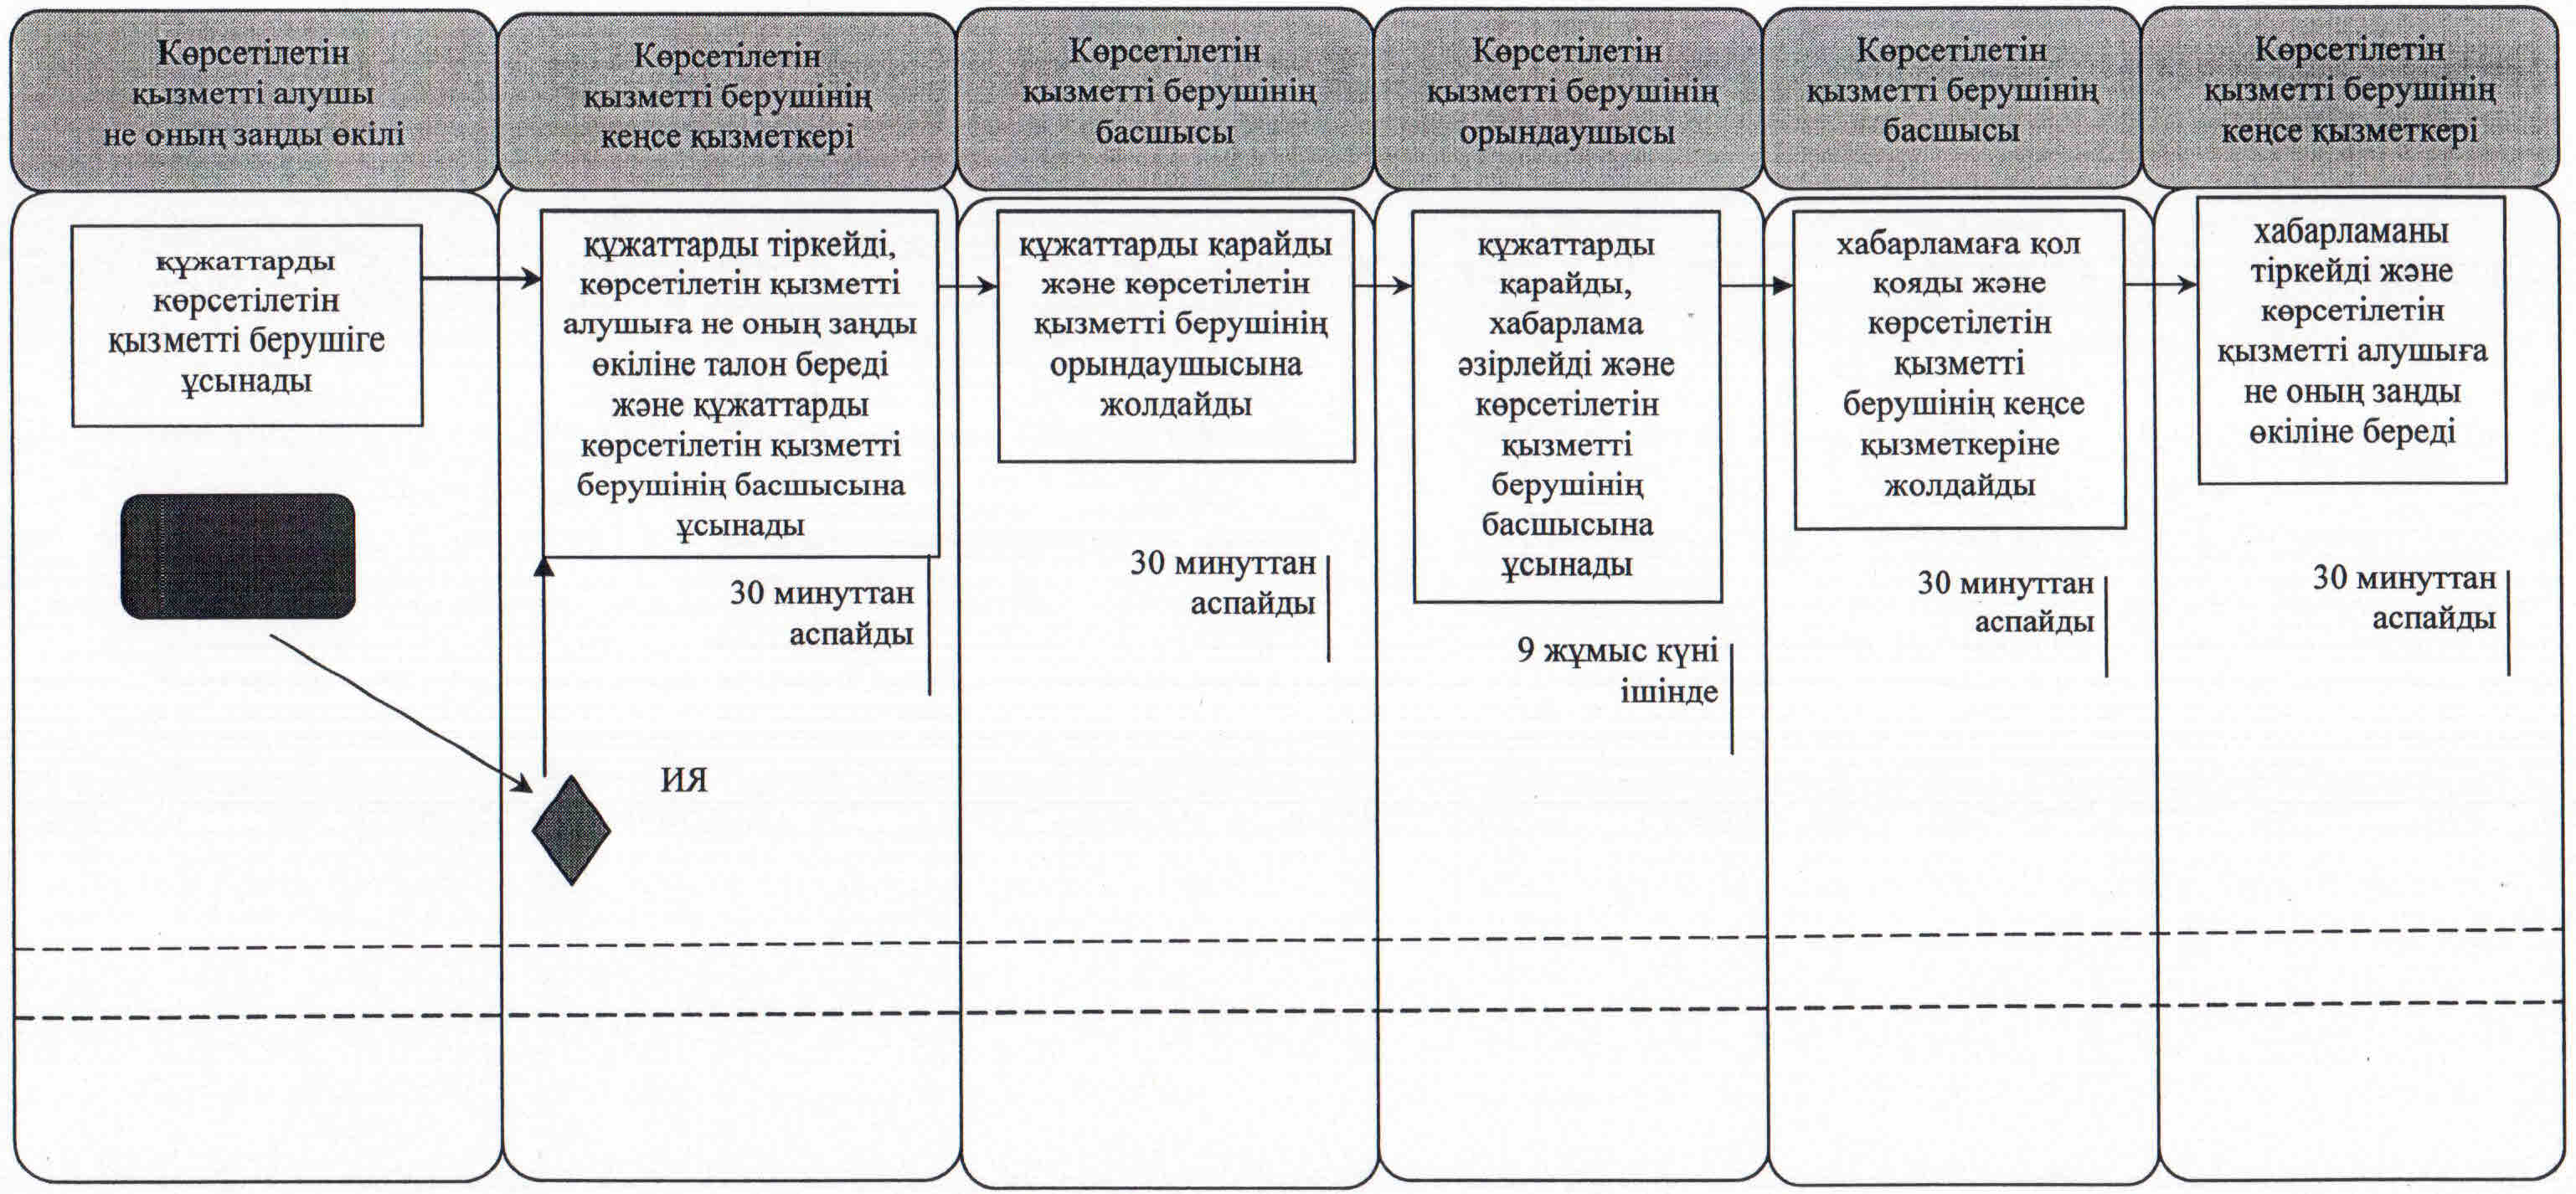 Көрсетілетін
қызметті алушы
не оның заңды өкілі
Көрсетілетін
қызметті берушінің
кеңсе қызметкері
Көрсетілетін
қызметті берушінің
басшысы
Көрсетілетін
қызметті берушінің
орындаушысы
Көрсетілетін
қызметті берушінің
басшысы
Көрсетілетін
қызметті берушінің
кеңсе қызметкері
құжаттарды
көрсетілетін
қызметті берушіге
ұсынады
құжаттарды тіркейді,
көрсетілетін қызметті
алушыға не оның заңды
өкіліне талон береді
және құжаттарды
көрсетілетін қызметті
берушінің басшысына
ұсынады
30 минуттан
аспайды
ИЯ
құжаттарды қарайды
және көрсетілетін
қызметті берушінің
орындаушысына
жолдайды
30 минуттан
аспайды
құжаттарды
қарайды,
хабарлама
әзірлейді және
көрсетілетін
қызметті
берушінің
басшысына
ұсынады
9 жұмыс күні
ішінде
хабарламаға қол
қояды және
көрсетілетін
қызметті
берушінің кеңсе
қызметкеріне
жолдайды
30 минуттан
аспайды
хабарламаны
тіркейді және
көрсетілетін
қызметті алушыға
не оның заңды
өкіліне береді
30 минуттан
аспайды